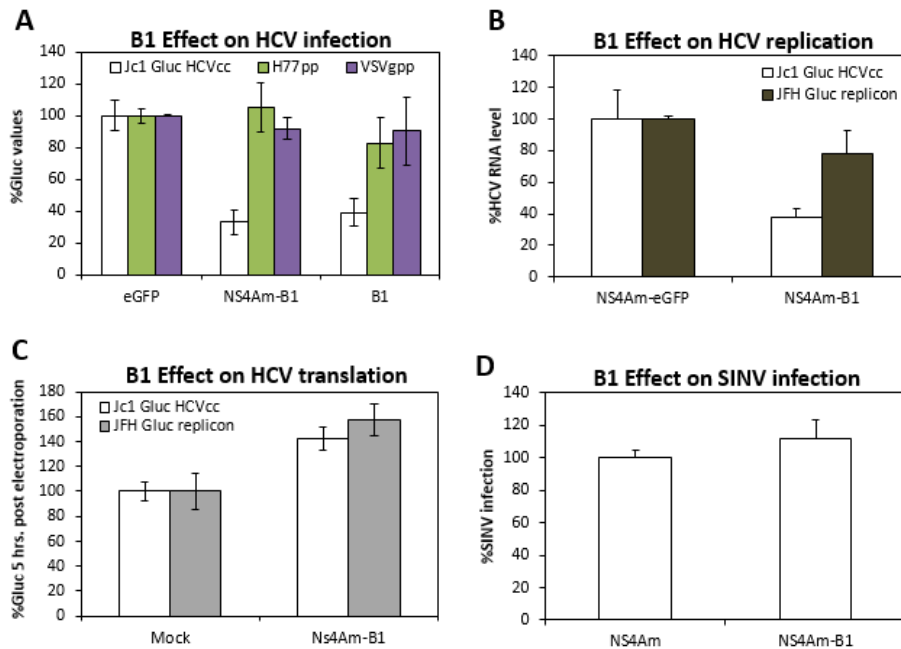 A
B1 Effect on HCV infection
Jc1 Gluc HCVcc
H77pp
VSVgpp
%Gluc values
140
120
100
80
60
40
20
0
eGFP
NS4Am-B1
B1
B
B1 Effect on HCV replication
Jc1 Gluc HCVcc
JFH Gluc replicon
%HCV RNA level
140
120
100
80
60
40
20
0
NS4Am-eGFP
NS4Am-B1
C
B1 Effect on HCV translation
Jc1 Gluc HCVcc
JFH Gluc replicon
%Gluc 5 hrs. post electroporation
180
160
140
120
100
80
60
40
20
0
Mock
Ns4Am-B1
D
B1 Effect on SINV infection
%SINV infection
140
120
100
80
60
40
20
0
NS4Am
NS4Am-B1